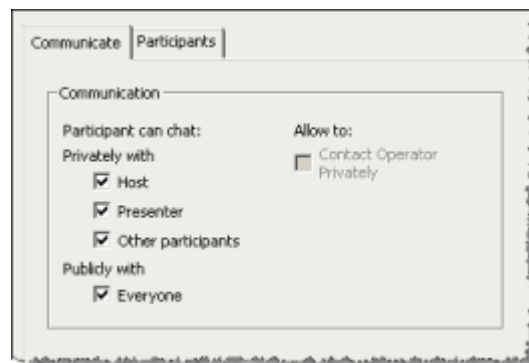 Communicate Participants
Communication
Participant can chat:
Privately with
Host
Presenter
Other participants
Publicly with
Everyone
Allow to:
Contact Operator
Privately